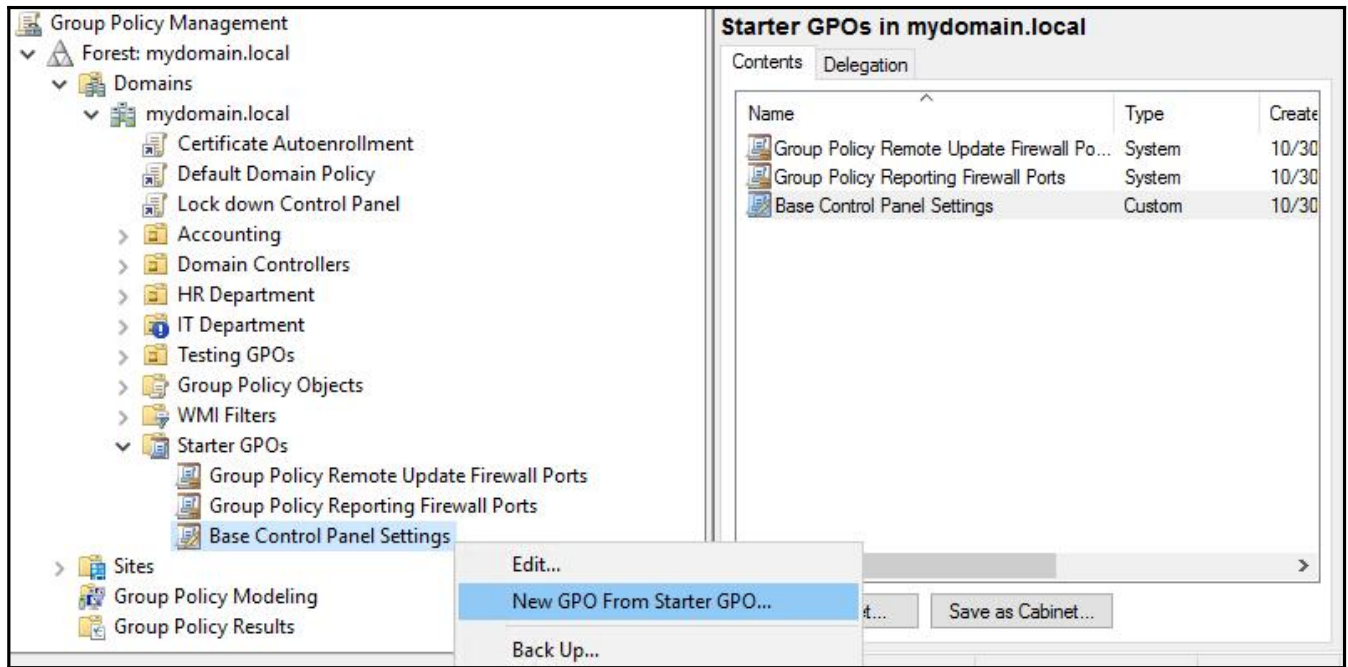 Group Policy Management
Forest: mydomain.local
Domains
mydomain.local
Certificate Autoenrollment
Default Domain Policy
Lock down Control Panel
Accounting
Domain Controllers
HR Department
IT Department
Testing GPOs
Group Policy Objects
WMI Filters
Starter GPOs
Group Policy Remote Update Firewall Ports
Group Policy Reporting Firewall Ports
Base Control Panel Settings
Sites
Group Policy Modeling
Group Policy Results
Edit...
New GPO From Starter GPO...
Back Up...
Starter GPOs in mydomain.local
Contents Delegation
Name Type Create
Group Policy Remote Update Firewall Po... System 10/30
Group Policy Reporting Firewall Ports System 10/30
Base Control Panel Settings Custom 10/30
Save as Cabinet...